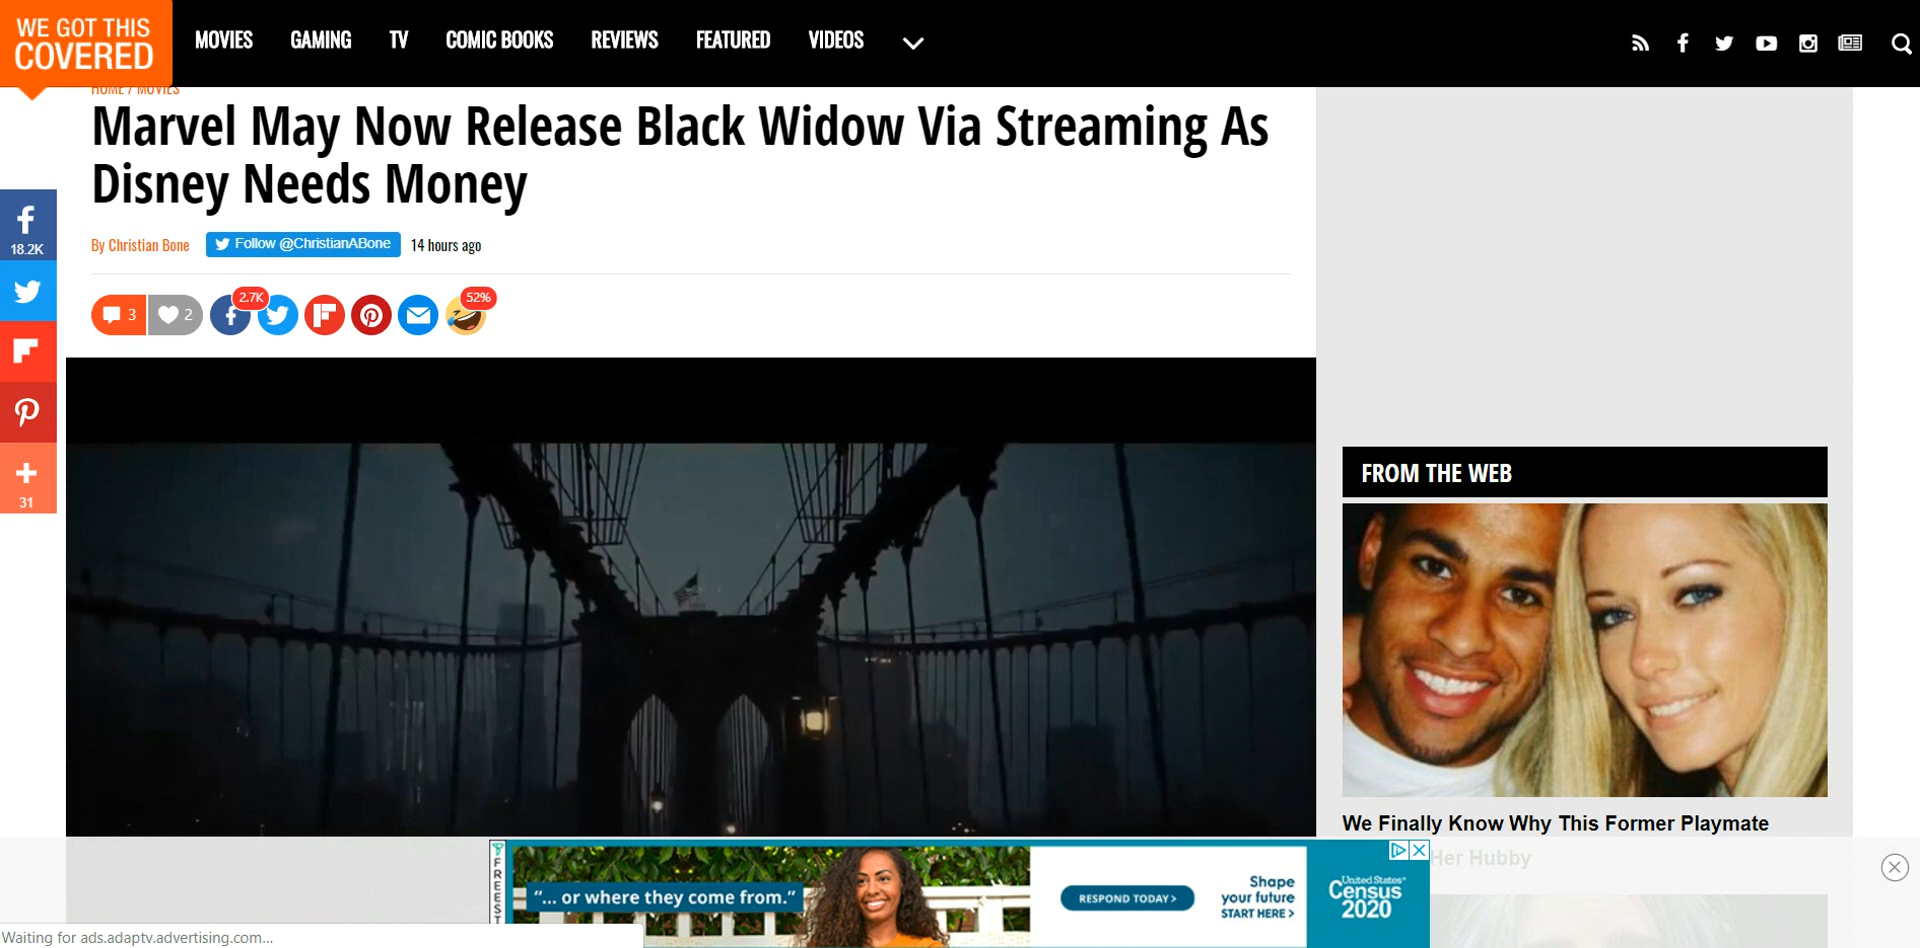 WE GOT THIS
COVERED
MOVIES GAMING TV COMIC BOOKS REVIEWS FEATURED VIDEOS
HOME / MOVIES
Marvel May Now Release Black Widow Via Streaming As
Disney Needs Money
By Christian Bone Follow @ChristianABone 14 hours ago
18.2K
3 2 2.7K 52%
31
FROM THE WEB
We Finally Know Why This Former Playmate
Her Hubby
FREEST
"... or where they come from."
RESPOND TODAY >
Shape
your future
START HERE >
United States®
Census
2020
Waiting for ads.adaptv.advertising.com...